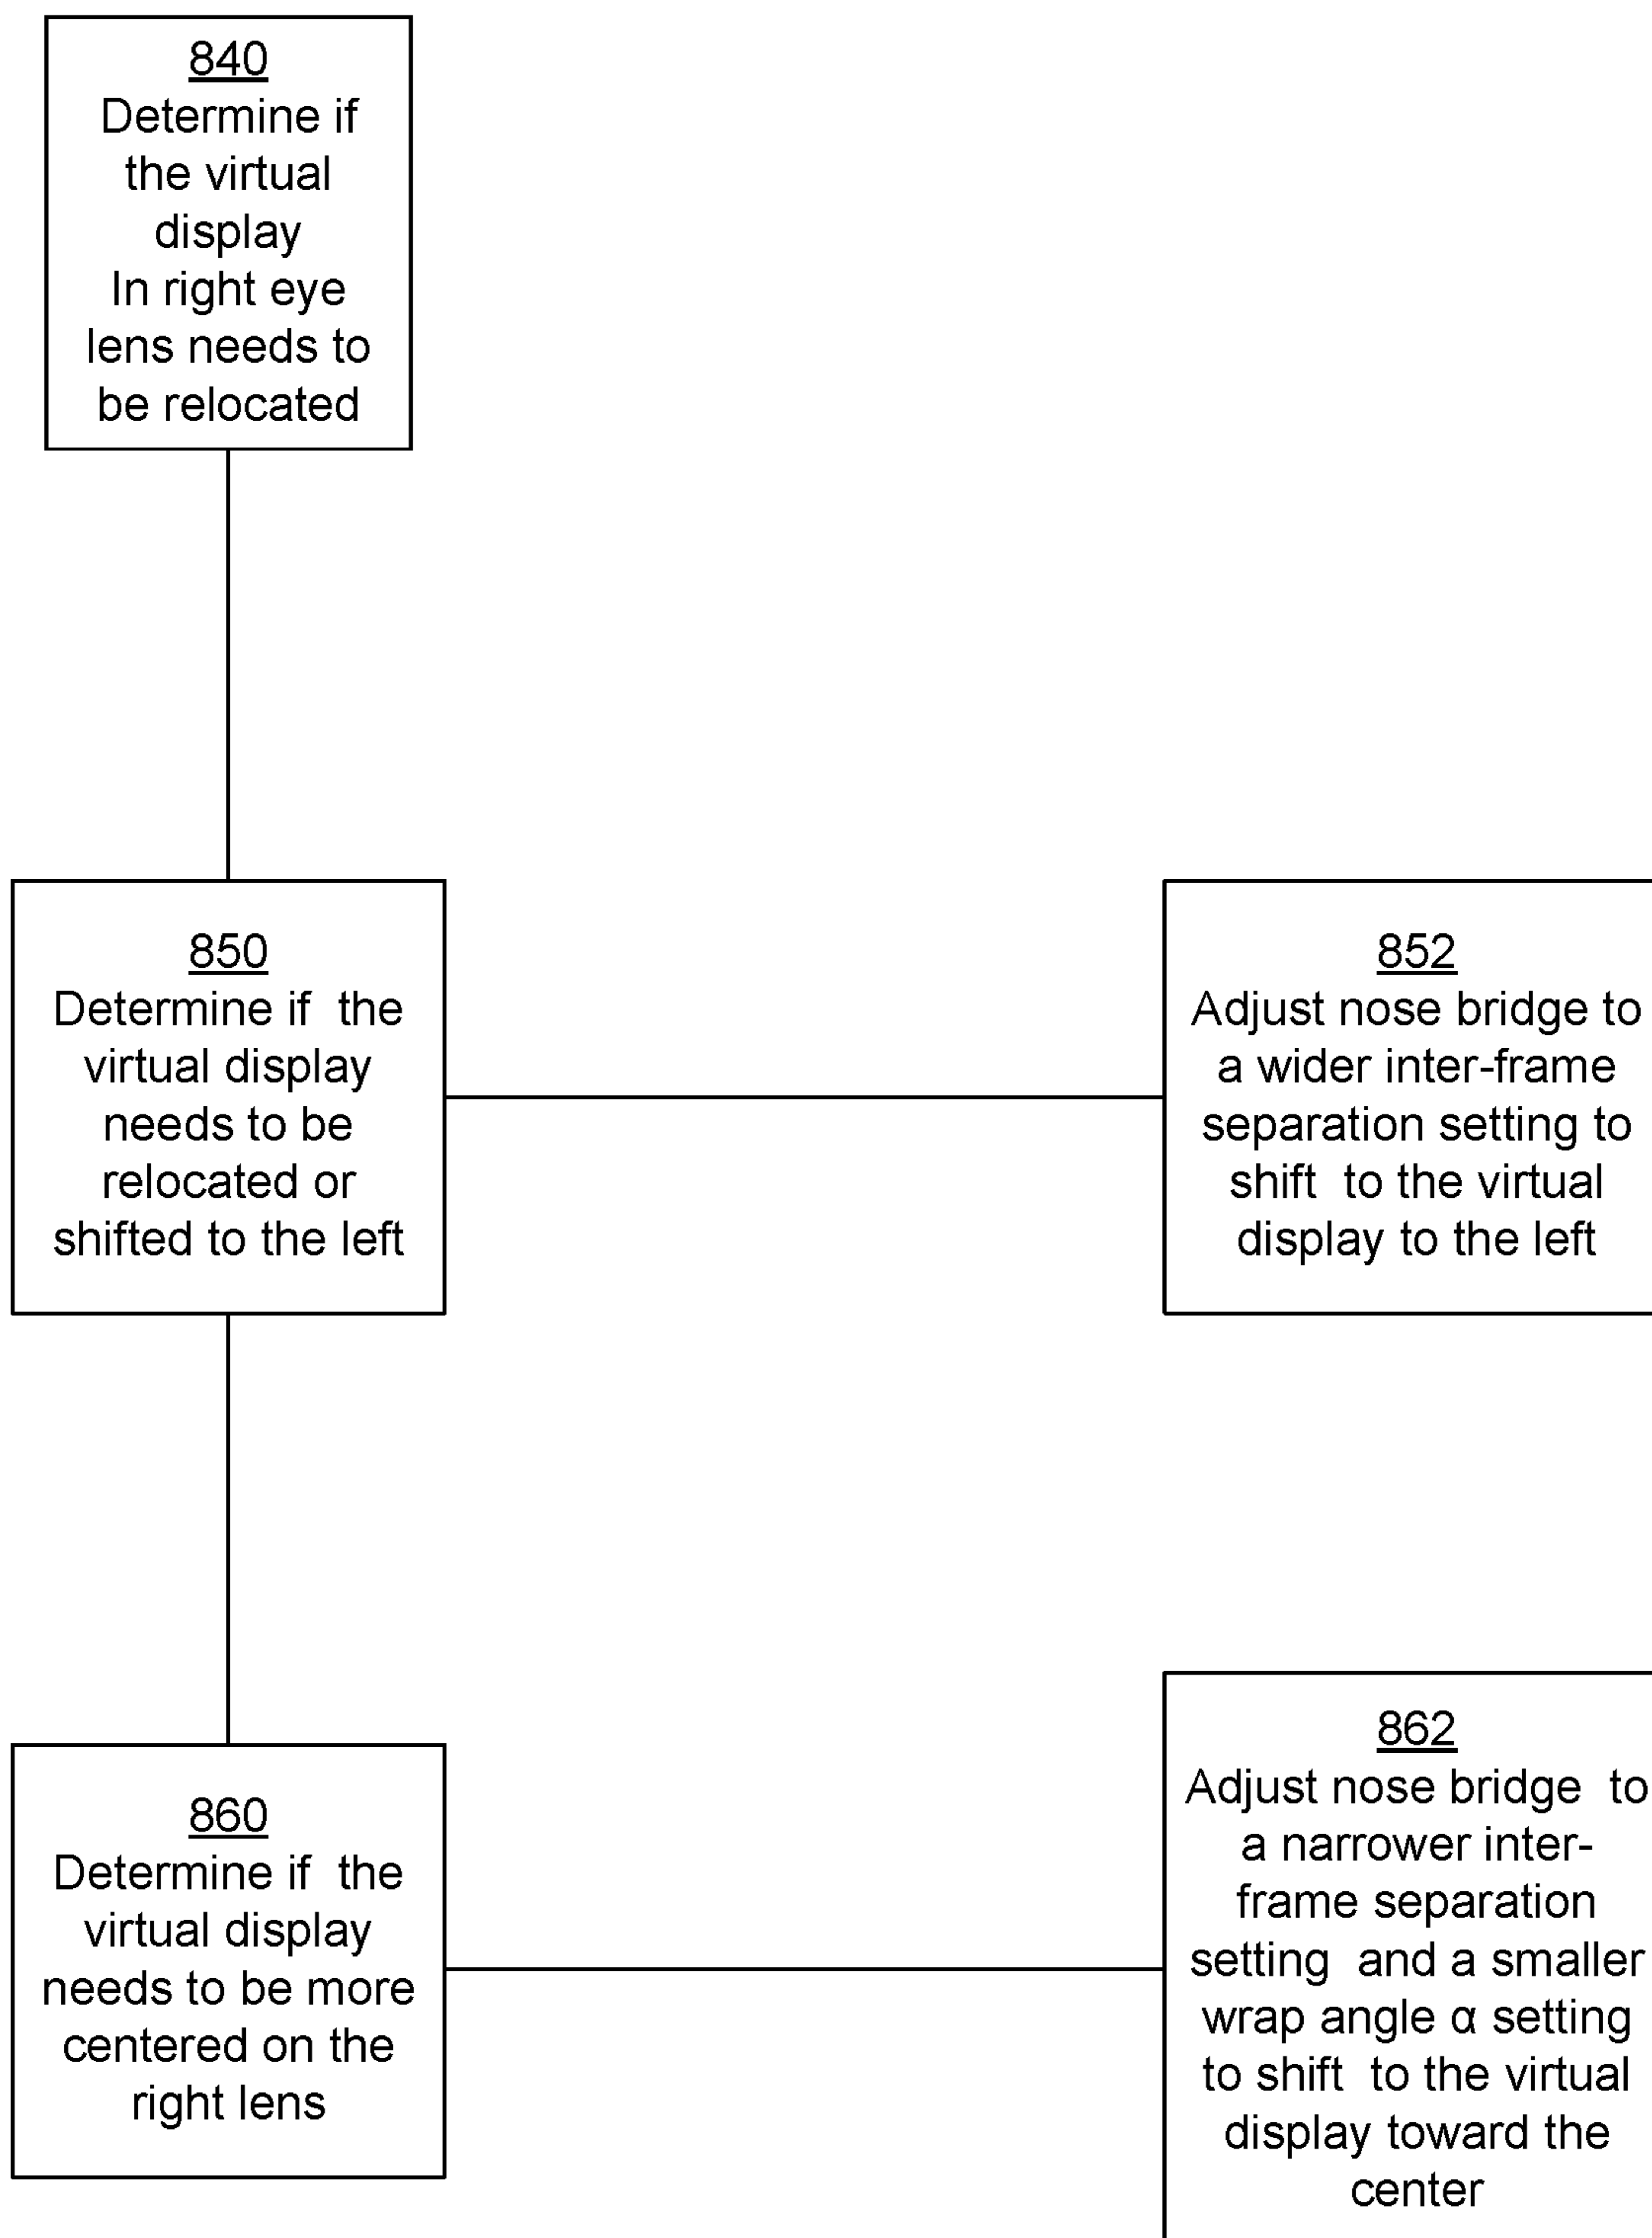 840
Determine if
the virtual
display
In right eye
lens needs to
be relocated
850
Determine if the
virtual display
needs to be
relocated or
shifted to the left
852
Adjust nose bridge to
a wider inter-frame
separation setting to
shift to the virtual
display to the left
860
Determine if the
virtual display
needs to be more
centered on the
right lens
862
Adjust nose bridge to
a narrower inter-
frame separation
setting and a smaller
wrap angle α setting
to shift to the virtual
display toward the
center